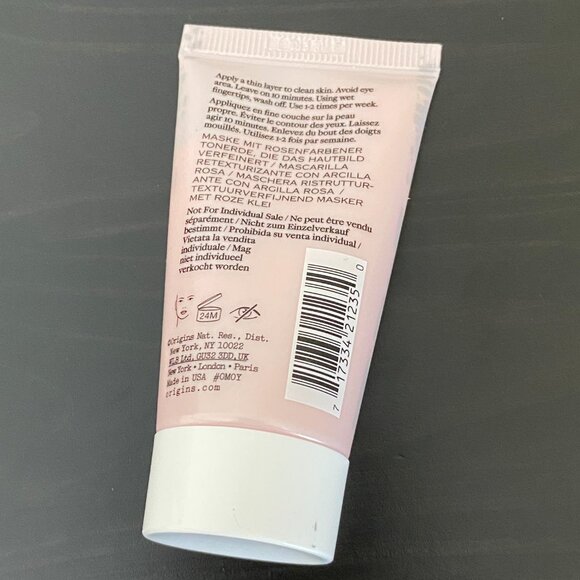 Apply a thin layer to clean skin. Avoid eye
area. Leave on 10 minutes. Using wet
fingertips, wash off. Use 1-2 times per week.
Appliquez en fine couche sur la peau
propre. Éviter le contour des yeux. Laissez
agir 10 minutes. Enlevez du bout des doigts
mouillés. Utilisez 1-2 fois par semaine.
MASKE MIT ROSENFARBENER
TONERDE, DIE DAS HAUTBILD
VERFEINERT / MASCARILLA
RETEXTURIZANTE CON ARCILLA
ROSA / MASCHERA RISTRUTTUR-
ANTE CON ARGILLA ROSA /
TEXTUURVERFIJNEND MASKER
MET ROZE KLEI
Not For Individual Sale / Ne peut être vendu
séparément / Nicht zum Einzelverkauf
bestimmt / Prohibida su venta individual /
Vietata la vendita
individuale / Mag
niet individueel
verkocht worden
24M
©Origins Nat. Res., Dist.
New York, NY 10022
WLB Ltd, GU32 3DD, UK
New York • London • Paris
Made in USA #GMOY
origins.com
7 17334 21235 0